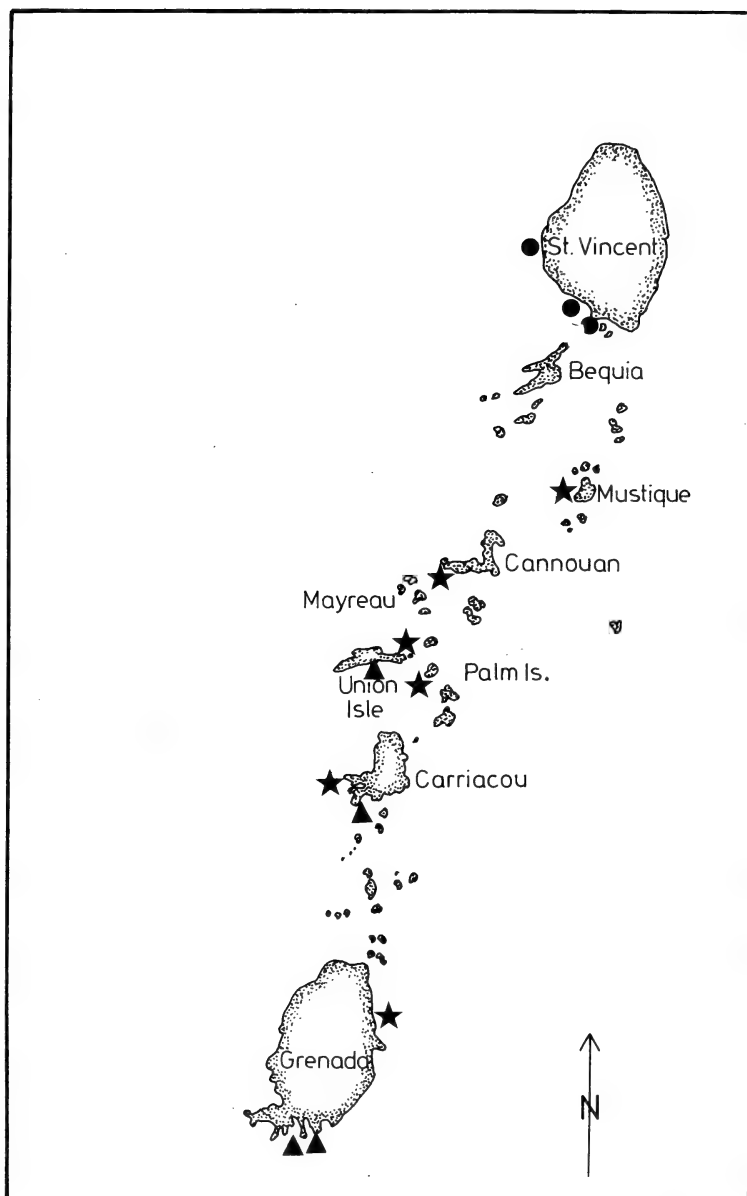 St. Vincent
Bequia
Mustique
Cannouan
Mayreau
Palm Is.
Union
Isle
Carriacou
Grenada
N